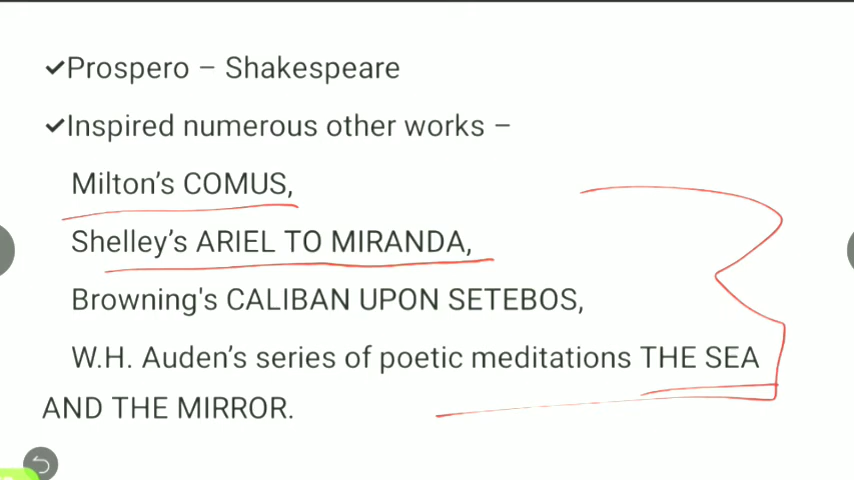 ✓Prospero – Shakespeare
✓Inspired numerous other works –
Milton’s COMUS,
Shelley’s ARIEL TO MIRANDA,
Browning's CALIBAN UPON SETEBOS,
W.H. Auden’s series of poetic meditations THE SEA
AND THE MIRROR.